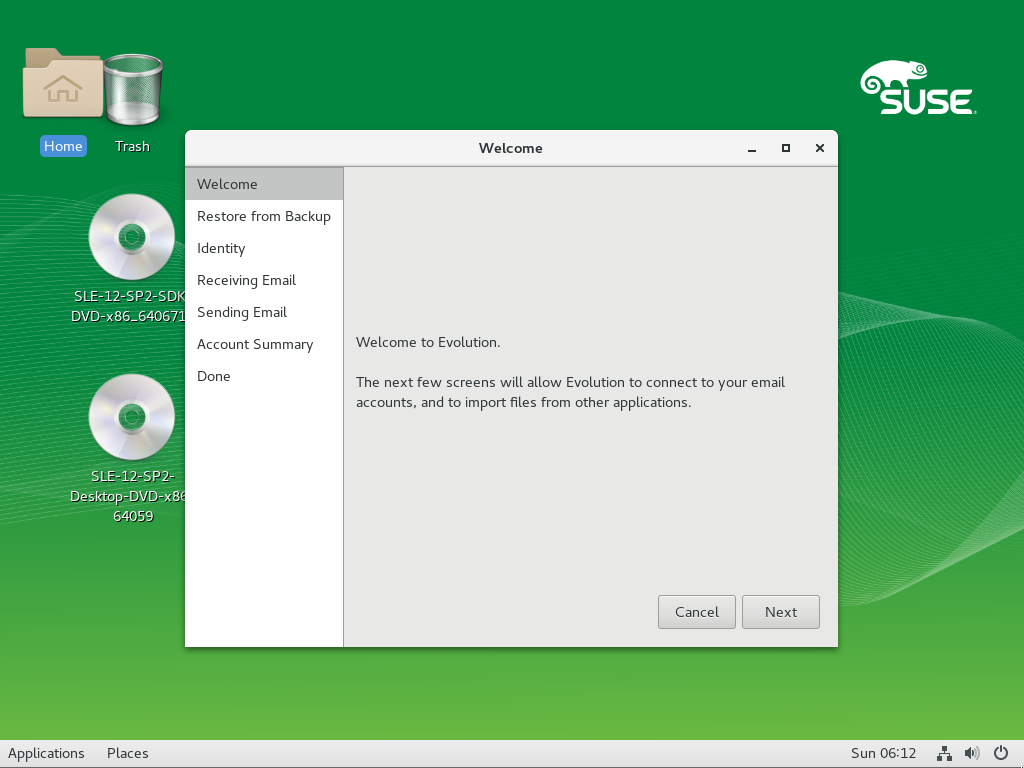 SUSE
Home
Trash
SLE-12-SP2-SDK
DVD-x86_640671
SLE-12-SP2-
Desktop-DVD-x86
64059
Welcome
Welcome
Restore from Backup
Identity
Receiving Email
Sending Email
Account Summary
Done
Welcome to Evolution.
The next few screens will allow Evolution to connect to your email
accounts, and to import files from other applications.
Cancel
Next
Applications
Places
Sun 06:12